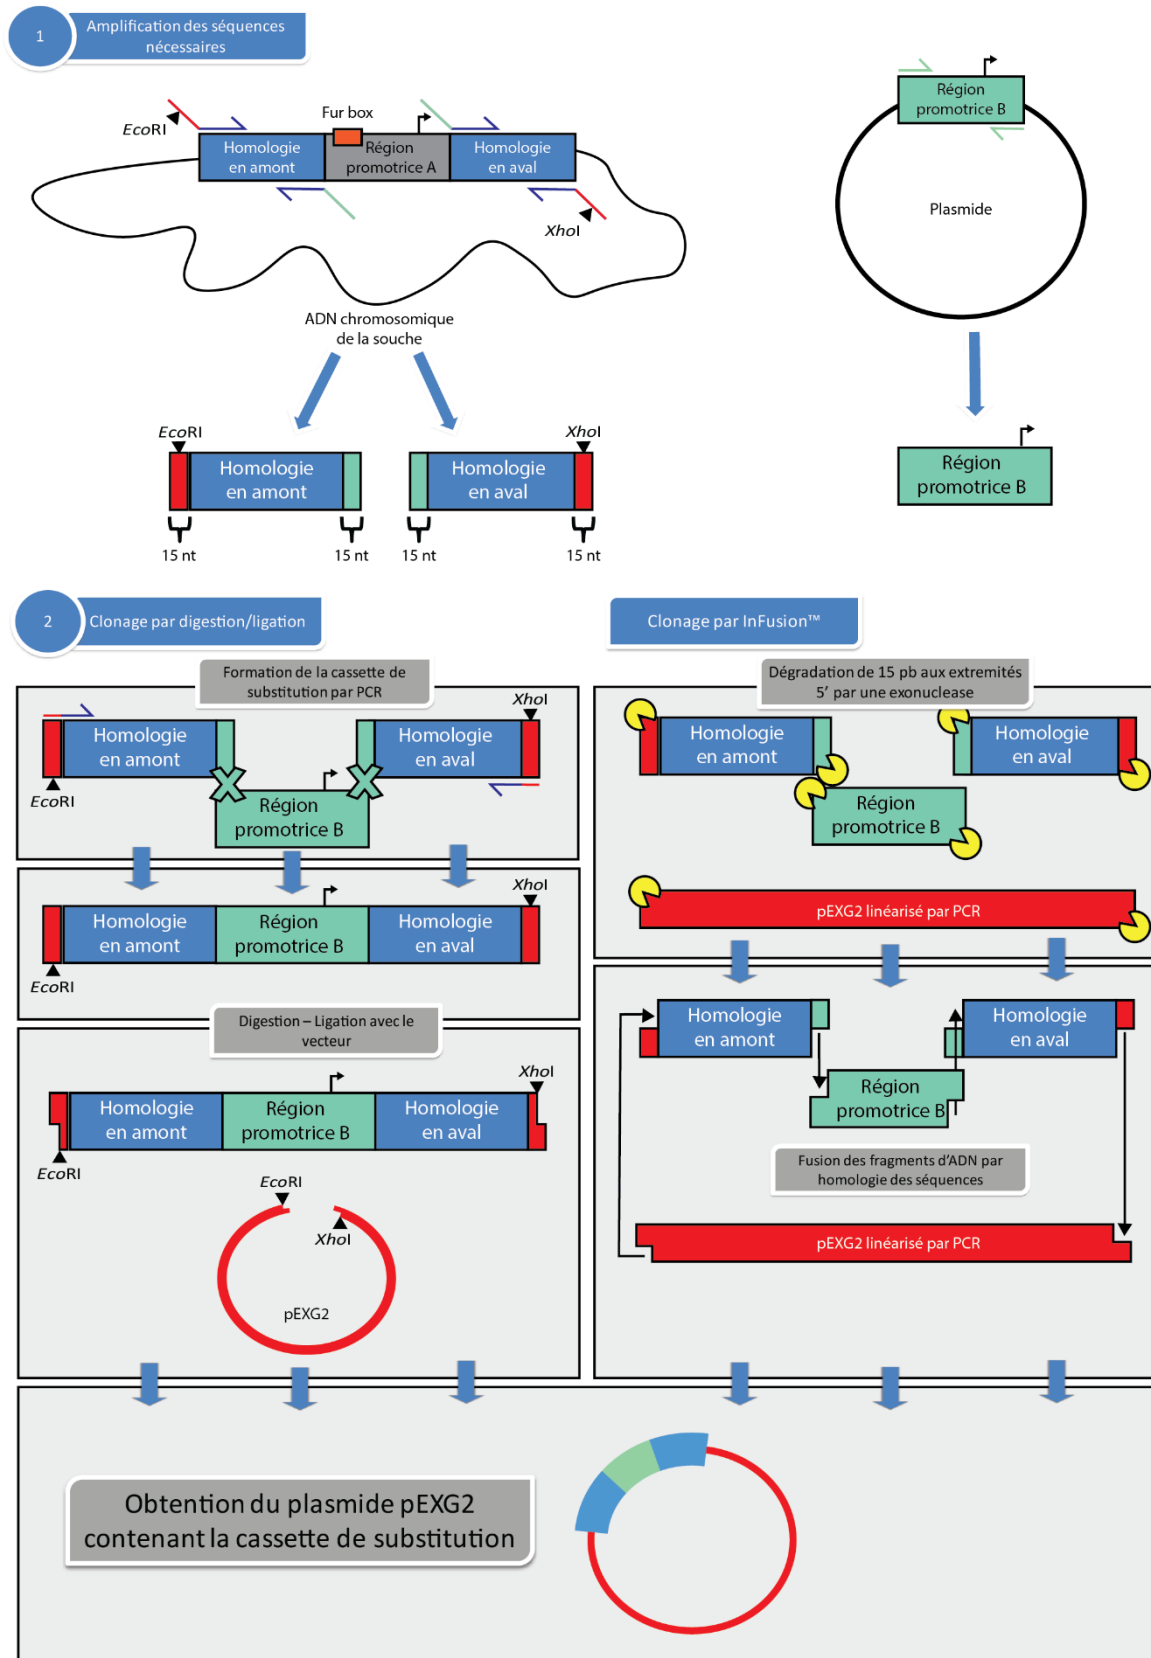 1
Amplification des séquences
nécessaires
EcoRI
Fur box
Homologie
en amont
Région
promotrice A
Homologie
en aval
XhoI
ADN chromosomique
de la souche
Région
promotrice B
Plasmide
EcoRI
Homologie
en amont
15 nt
15 nt
XhoI
Homologie
en aval
15 nt
15 nt
Région
promotrice B
2
Clonage par digestion/ligation
Formation de la cassette de
substitution par PCR
XhoI
Homologie
en amont
Homologie
en aval
EcoRI
Région
promotrice B
XhoI
Homologie
en amont
Région
promotrice B
Homologie
en aval
EcoRI
Digestion – Ligation avec le
vecteur
XhoI
Homologie
en amont
Région
promotrice B
Homologie
en aval
EcoRI
EcoRI
XhoI
pEXG2
Clonage par InFusion™
Dégradation de 15 pb aux extremités
5’ par une exonuclease
Homologie
en amont
Homologie
en aval
Région
promotrice B
pEXG2 linéarisé par PCR
Homologie
en amont
Homologie
en aval
Région
promotrice B
Fusion des fragments d’ADN par
homologie des séquences
pEXG2 linéarisé par PCR
Obtention du plasmide pEXG2
contenant la cassette de substitution